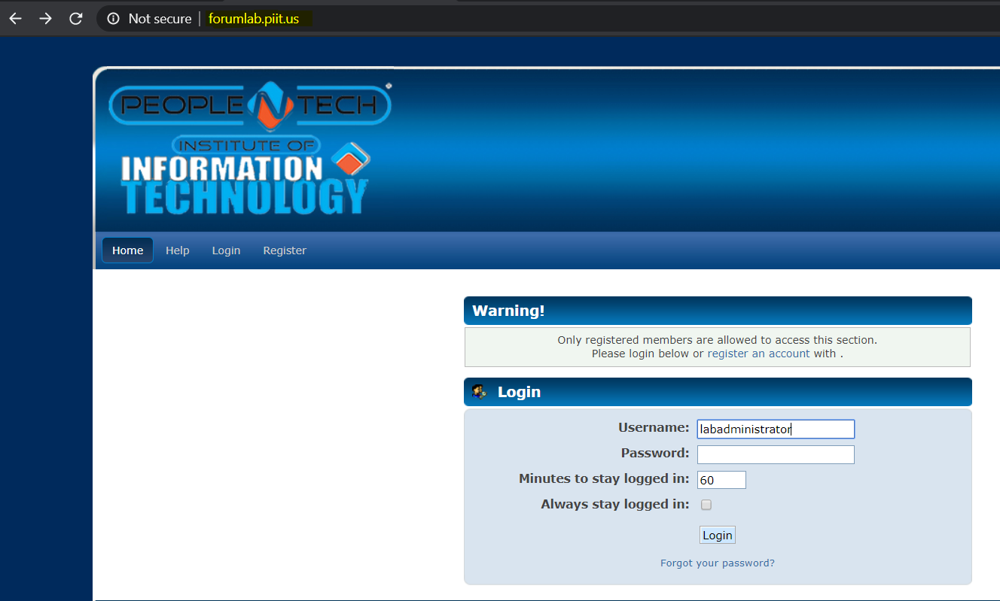 Not secure | forumlab.piit.us
PEOPLE N TECH
INSTITUTE OF
INFORMATION
TECHNOLOGY
Home Help Login Register
Warning!
Only registered members are allowed to access this section.
Please login below or register an account with .
Login
Username: labadministrator
Password:
Minutes to stay logged in: 60
Always stay logged in:
Login
Forgot your password?